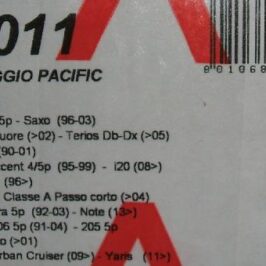 011
GGIO PACIFIC
5p - Saxo (96-03)
uore (>02) - Terios Db-Dx (>05)
(90-01)
ccent 4/5p (95-99) - i20 (08>)
(96>)
Classe A Passo corto (>04)
ra 5p (92-03) - Note (13>)
06 5p (91-04) - 205 5p
o (>01)
rban Cruiser (09>) - Yaris (11>)